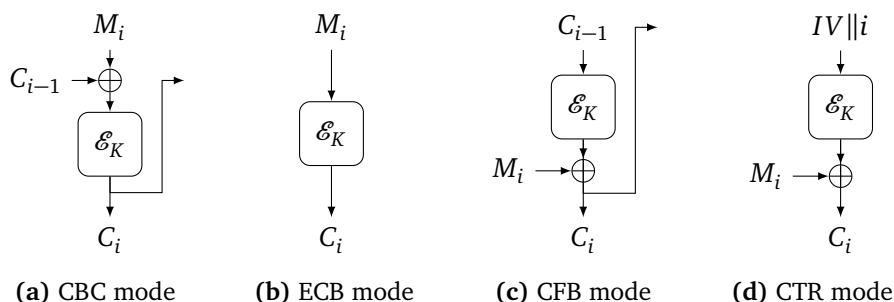 M_i M_i C_{i−1} IV‖i
C_{i−1} ⊕
ℰ_K ℰ_K ℰ_K ℰ_K
M_i ⊕ M_i ⊕
C_i C_i C_i C_i
(a) CBC mode (b) ECB mode (c) CFB mode (d) CTR mode